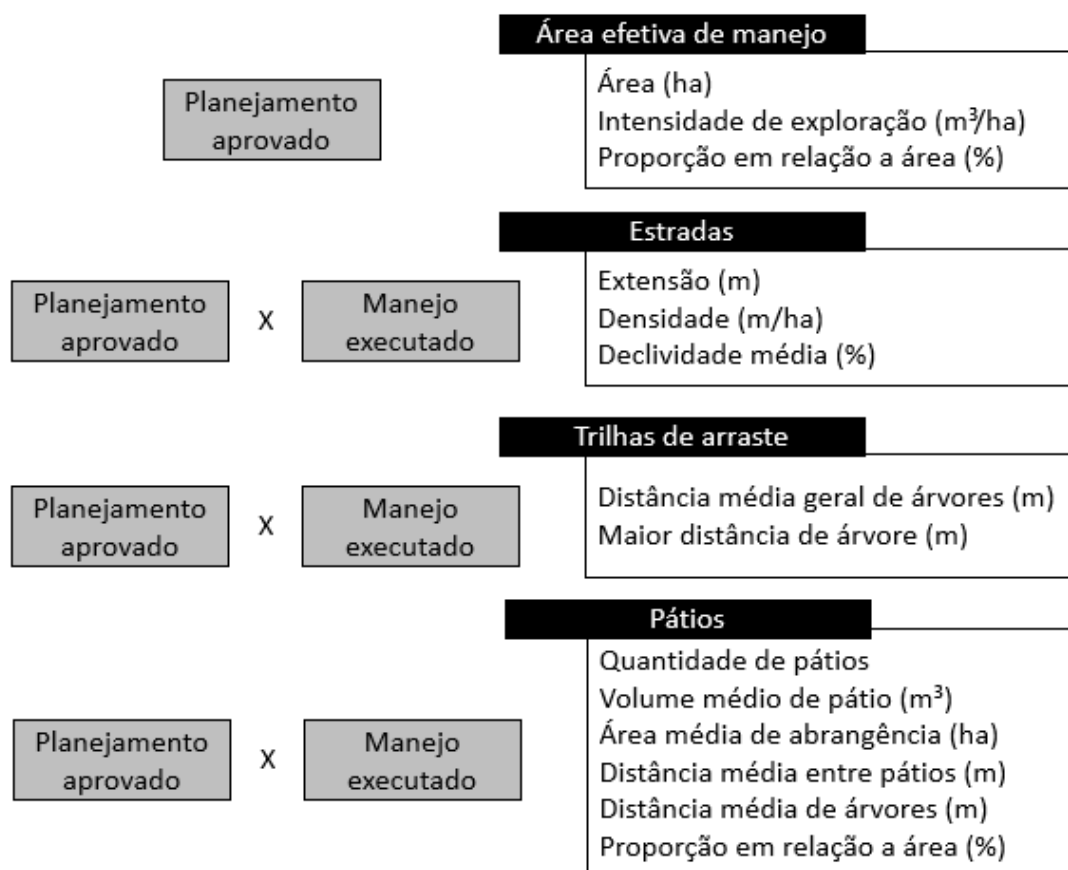 Área efetiva de manejo
Planejamento
aprovado
Área (ha)
Intensidade de exploração (m³/ha)
Proporção em relação a área (%)
Estradas
Planejamento
aprovado
X
Manejo
executado
Extensão (m)
Densidade (m/ha)
Declividade média (%)
Trilhas de arraste
Planejamento
aprovado
X
Manejo
executado
Distância média geral de árvores (m)
Maior distância de árvore (m)
Pátios
Planejamento
aprovado
X
Manejo
executado
Quantidade de pátios
Volume médio de pátio (m³)
Área média de abrangência (ha)
Distância média entre pátios (m)
Distância média de árvores (m)
Proporção em relação a área (%)